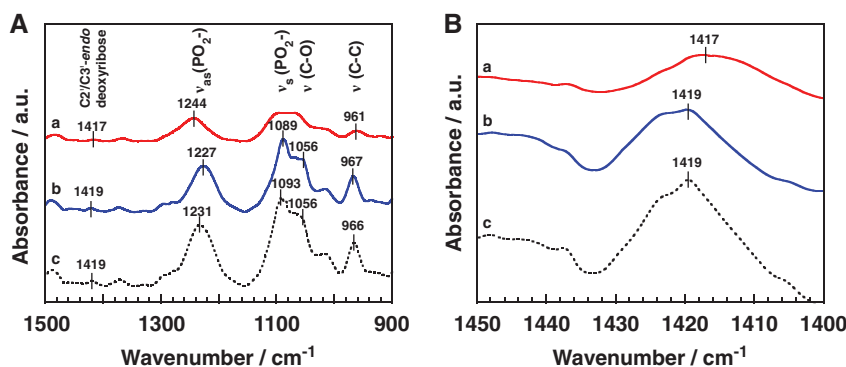 A
B
C2'/C3'-endo
deoxyribose
νas(PO2-)
νs(PO2-)
ν (C-O)
ν (C-C)
a
1417
1244
1089
1056
961
b
1419
1227
1093
1056
967
c
1419
1231
966
1500
1300
1100
900
Wavenumber / cm-1
Absorbance / a.u.
a
1417
b
1419
c
1419
1450
1440
1430
1420
1410
1400
Wavenumber / cm-1
Absorbance / a.u.